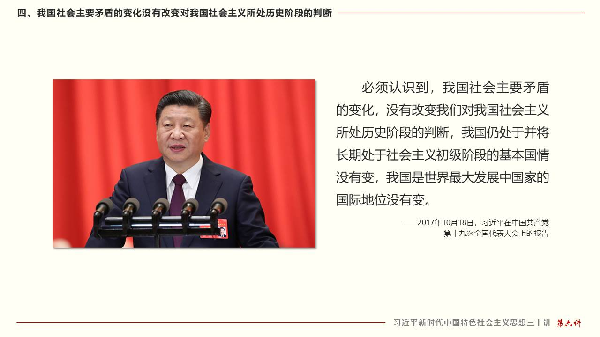 四、我国社会主要矛盾的变化没有改变对我国社会主义所处历史阶段的判断
必须认识到，我国社会主要矛盾
的变化，没有改变我们对我国社会主义
所处历史阶段的判断，我国仍处于并将
长期处于社会主义初级阶段的基本国情
没有变，我国是世界最大发展中国家的
国际地位没有变。
2017年10月18日，习近平在中国共产党
第十九次全国代表大会上的报告
习近平新时代中国特色社会主义思想三十讲 第六讲